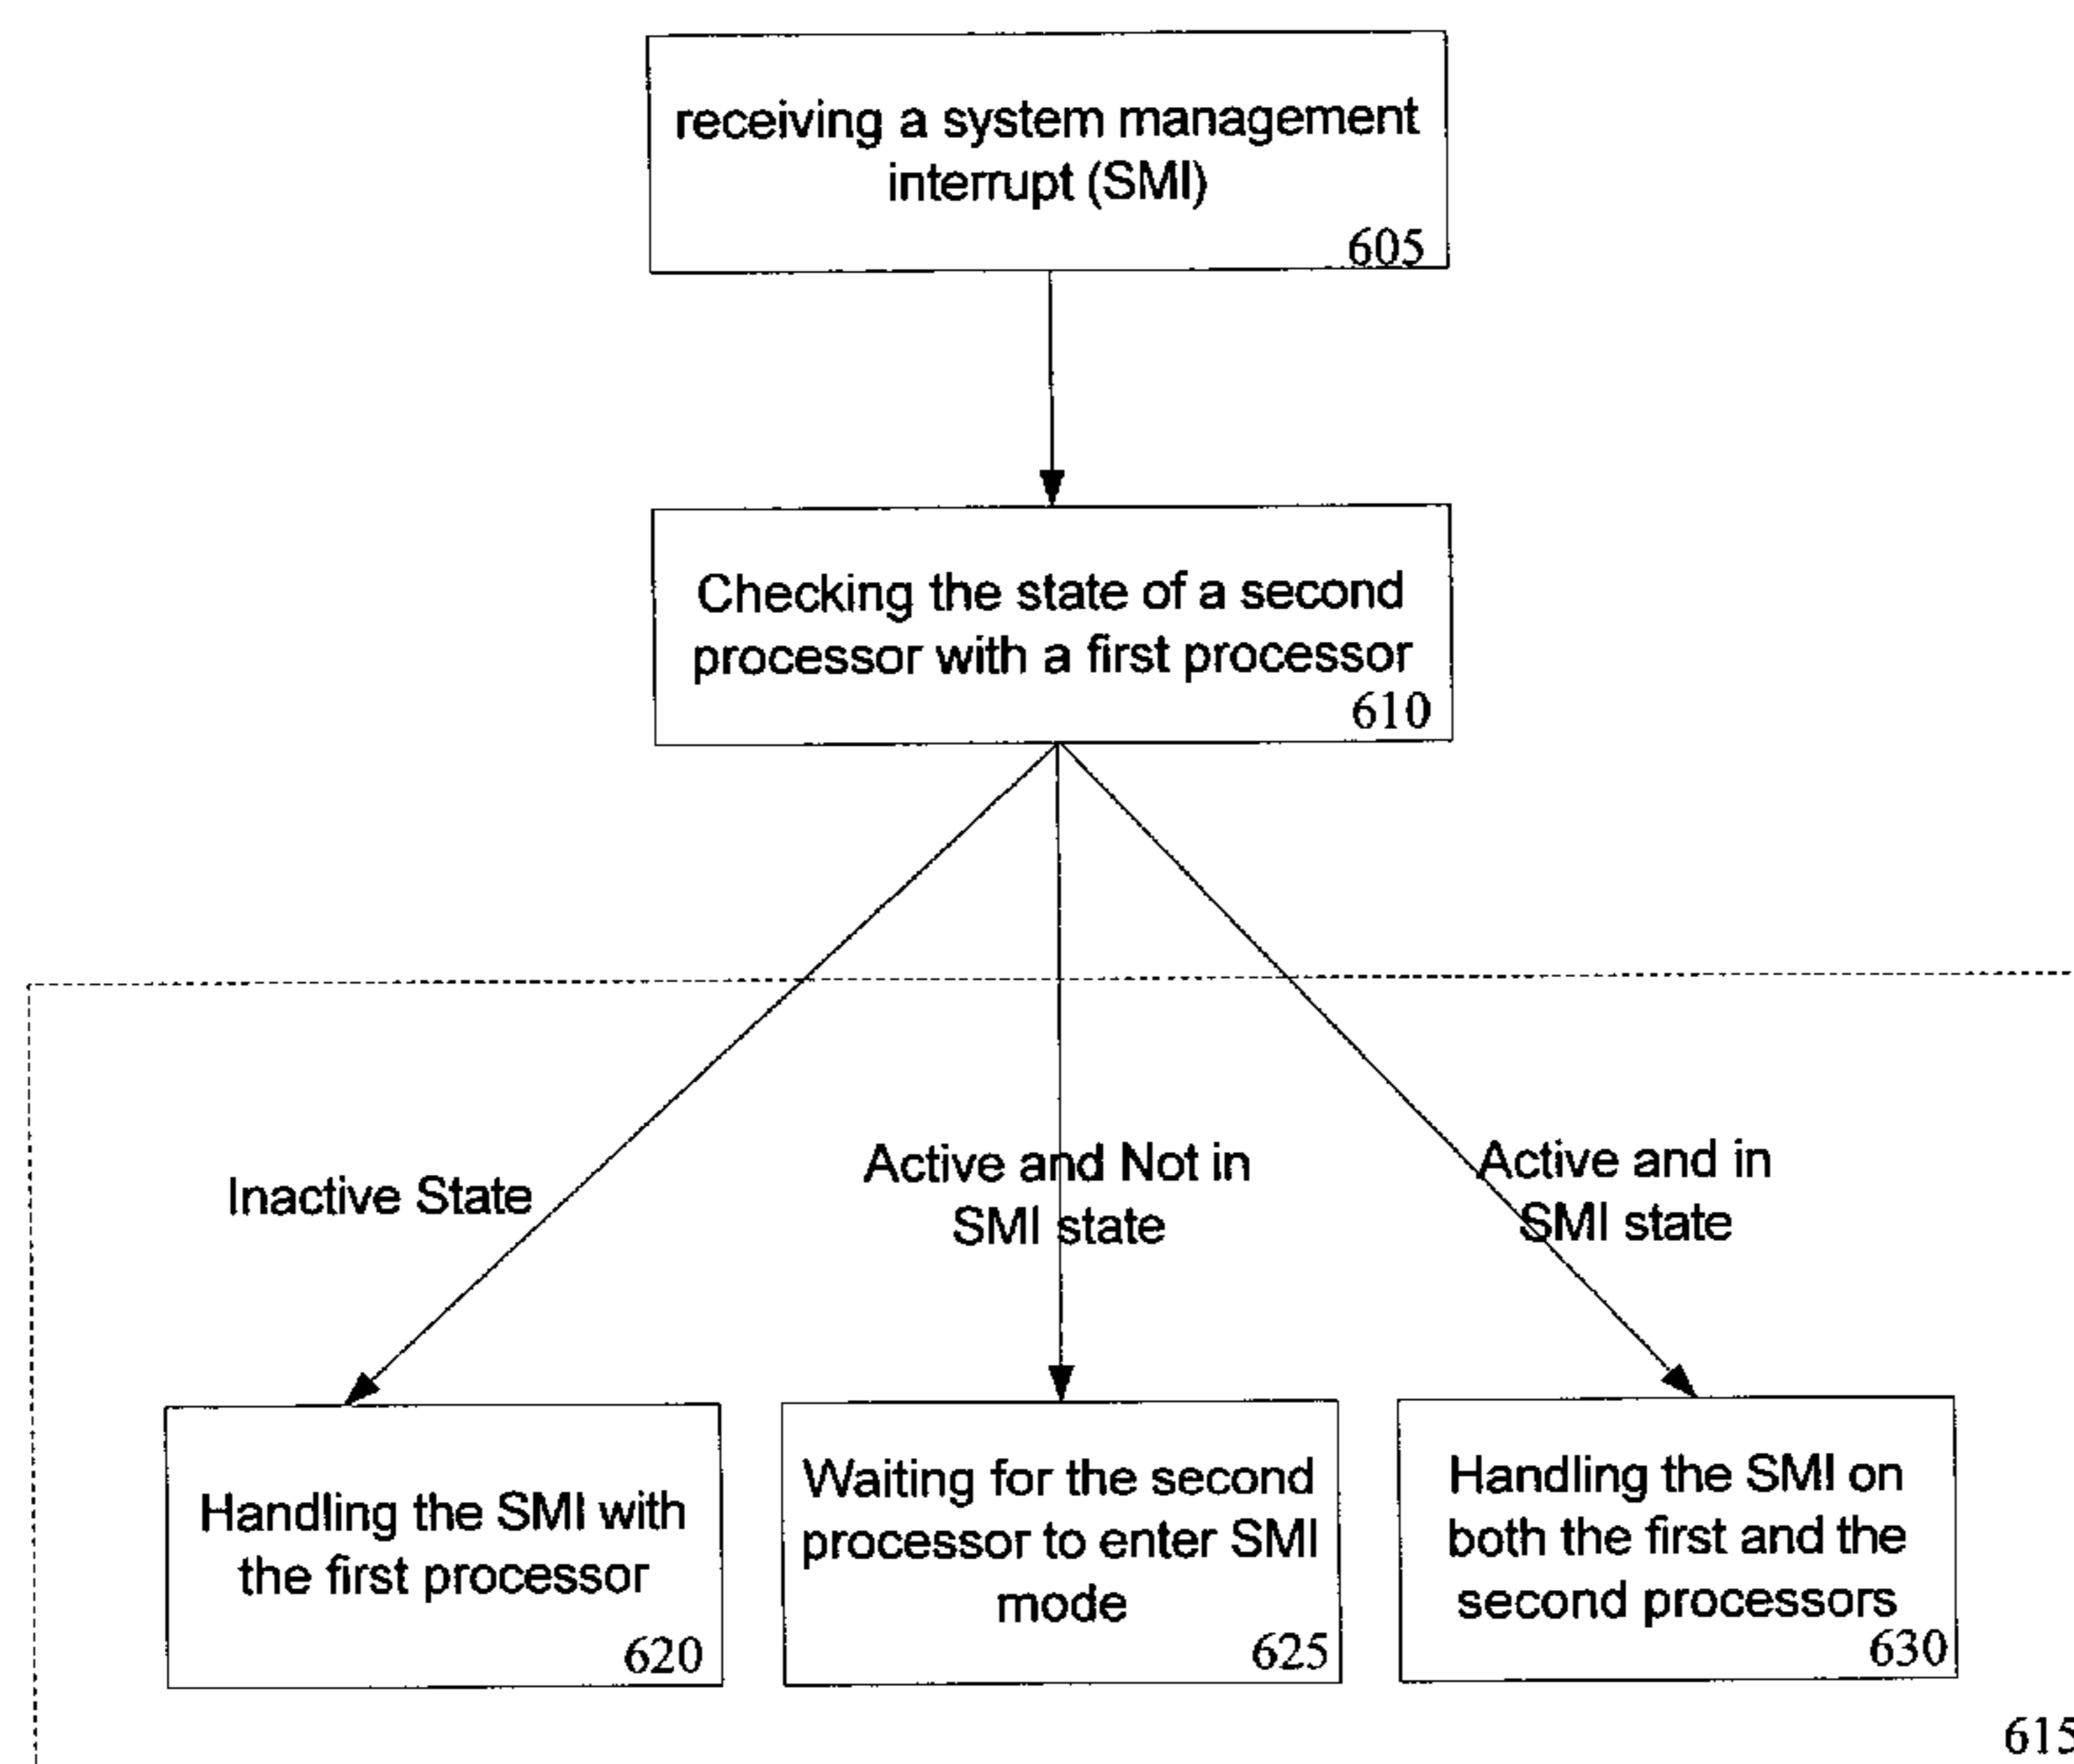 receiving a system management
interrupt (SMI)
605
Checking the state of a second
processor with a first processor
610
Inactive State
Active and Not in
SMI state
Active and in
SMI state
Handling the SMI with
the first processor
620
Waiting for the second
processor to enter SMI
mode
625
Handling the SMI on
both the first and the
second processors
630
615